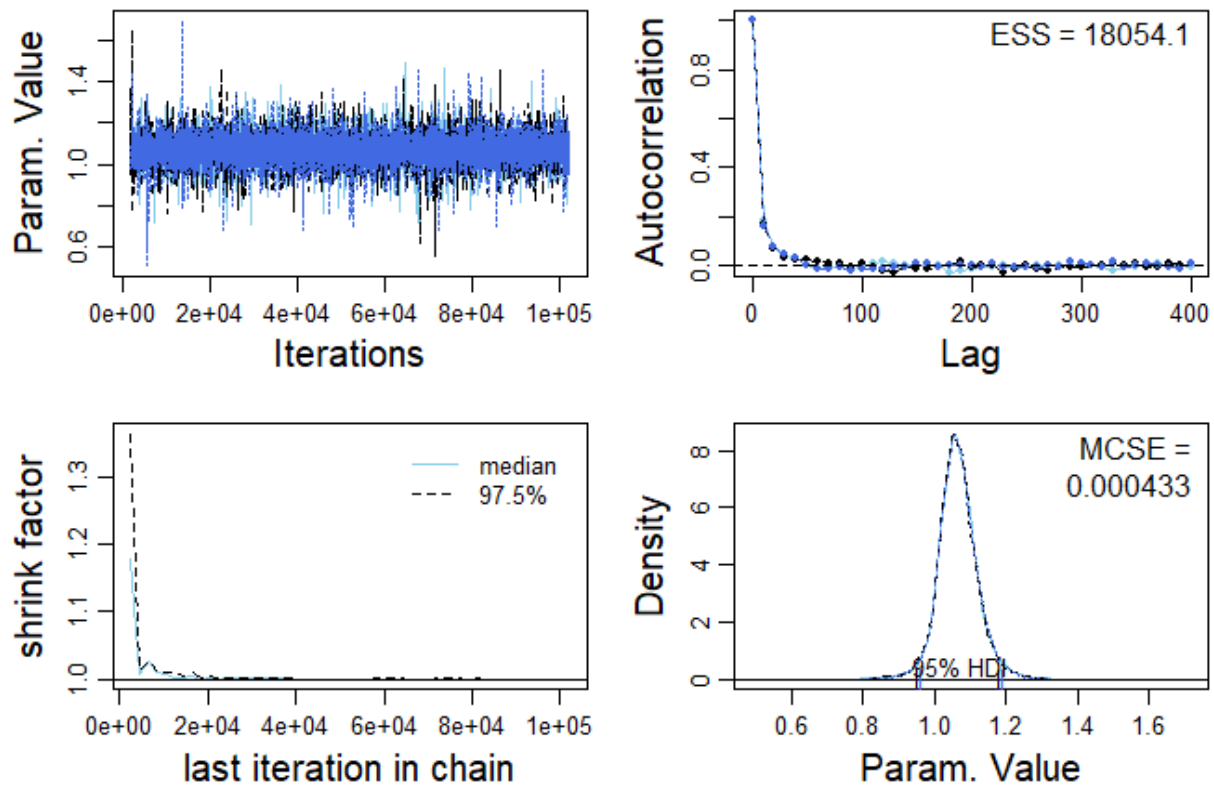 Param. Value
0.6 1.0 1.4
0e+00 2e+04 4e+04 6e+04 8e+04 1e+05
Iterations
ESS = 18054.1
Autocorrelation
0.0 0.4 0.8
0 100 200 300 400
Lag
shrink factor
1.0 1.1 1.2 1.3
median
97.5%
0e+00 2e+04 4e+04 6e+04 8e+04 1e+05
last iteration in chain
MCSE =
0.000433
Density
0 2 4 6 8
95% HDI
0.6 0.8 1.0 1.2 1.4 1.6
Param. Value